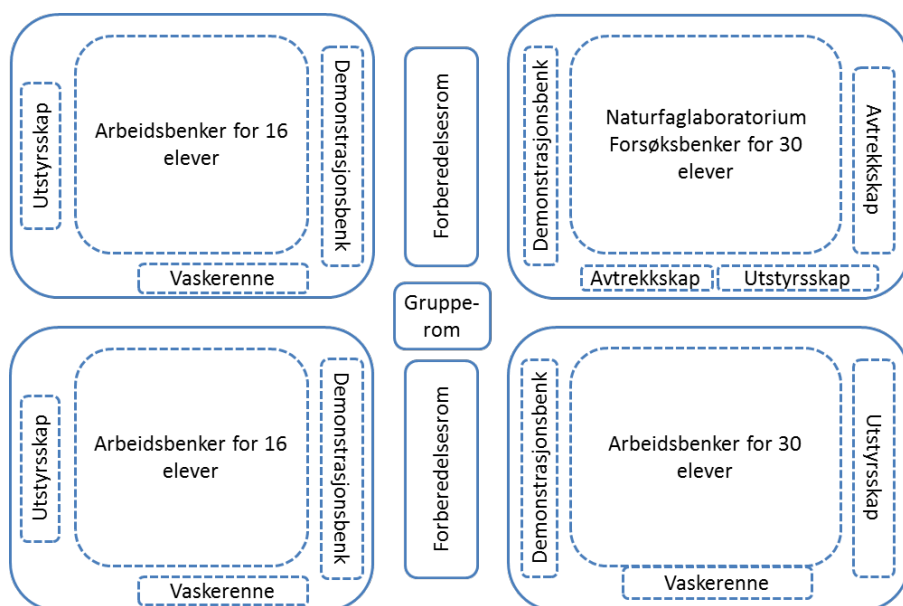 Utstyrsskap
Arbeidsbenker for 16
elever
Demonstrasjonsbenk
Vaskerenne
Forberedelsesrom
Demonstrasjonsbenk
Naturfaglaboratorium
Forsøksbenker for 30
elever
Avtrekkskap
Avtrekkskap
Utstyrsskap
Gruppe-
rom
Utstyrsskap
Arbeidsbenker for 16
elever
Demonstrasjonsbenk
Vaskerenne
Forberedelsesrom
Demonstrasjonsbenk
Arbeidsbenker for 30
elever
Utstyrsskap
Vaskerenne